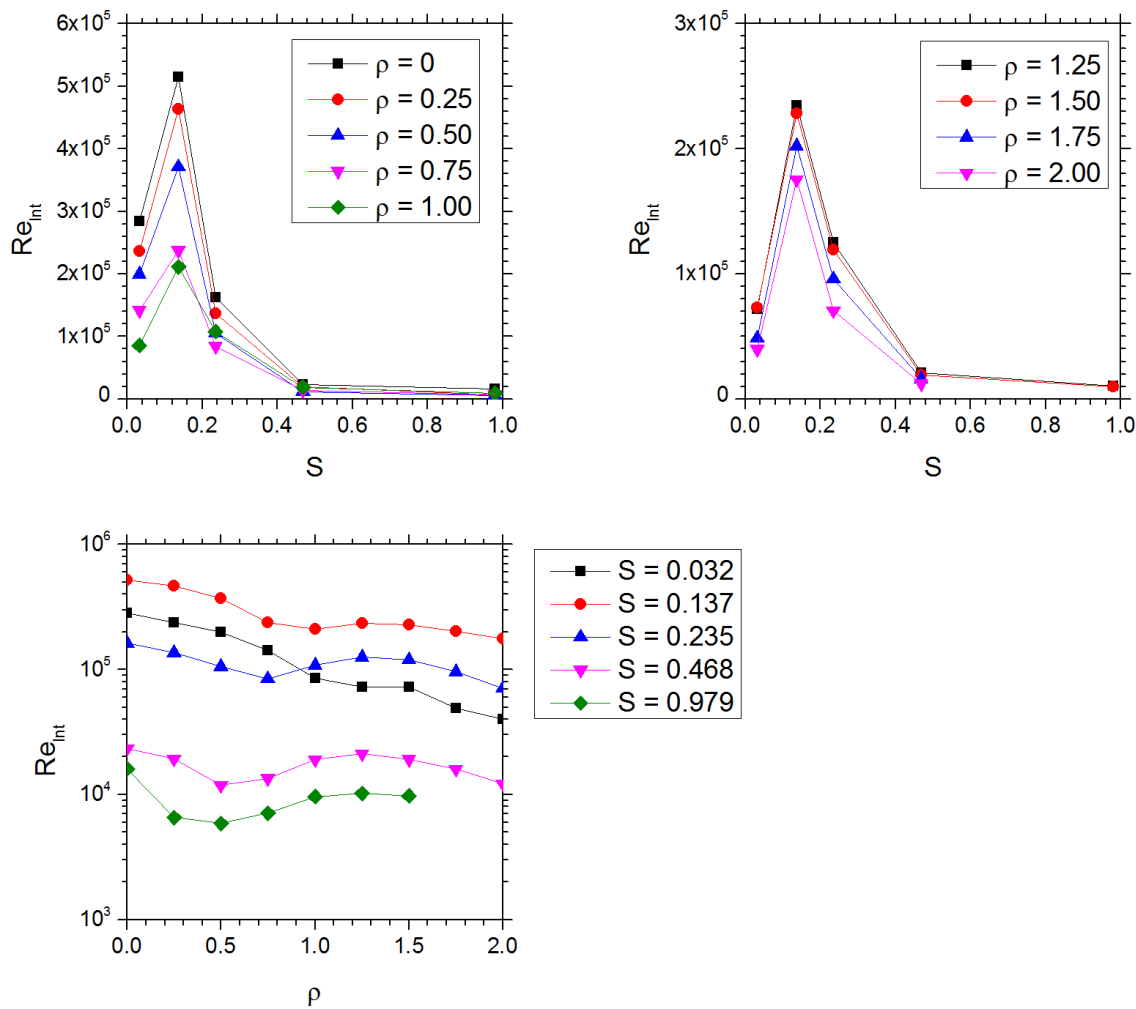 6x10⁵
5x10⁵
4x10⁵
3x10⁵
2x10⁵
1x10⁵
0
Re_Int
0.0 0.2 0.4 0.6 0.8 1.0
S
ρ = 0
ρ = 0.25
ρ = 0.50
ρ = 0.75
ρ = 1.00
3x10⁵
2x10⁵
1x10⁵
0
Re_Int
0.0 0.2 0.4 0.6 0.8 1.0
S
ρ = 1.25
ρ = 1.50
ρ = 1.75
ρ = 2.00
10⁶
10⁵
10⁴
10³
Re_Int
0.0 0.5 1.0 1.5 2.0
ρ
S = 0.032
S = 0.137
S = 0.235
S = 0.468
S = 0.979